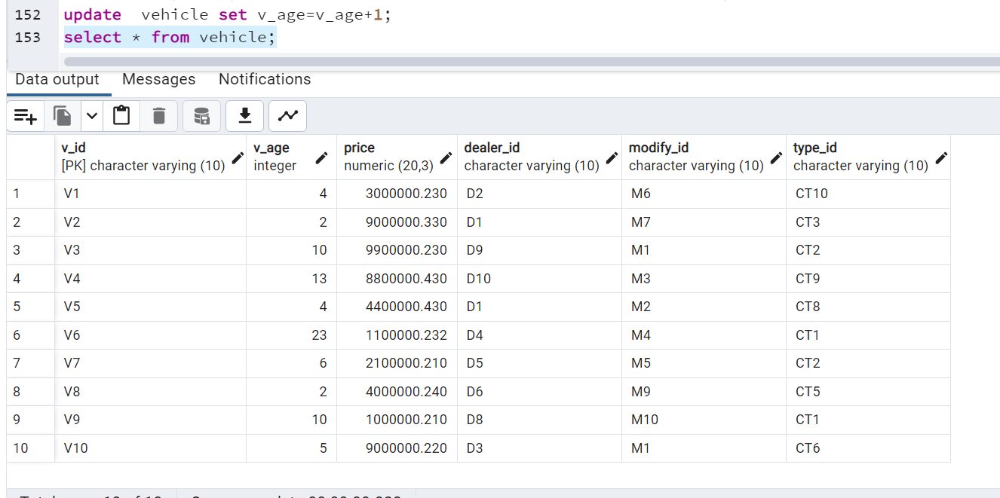 152 update vehicle set v_age=v_age+1;
153 select * from vehicle;
Data output Messages Notifications
v_id v_age price dealer_id modify_id type_id
[PK] character varying (10) integer numeric (20,3) character varying (10) character varying (10) character varying (10)
1 V1 4 3000000.230 D2 M6 CT10
2 V2 2 9000000.330 D1 M7 CT3
3 V3 10 9900000.230 D9 M1 CT2
4 V4 13 8800000.430 D10 M3 CT9
5 V5 4 4400000.430 D1 M2 CT8
6 V6 23 1100000.232 D4 M4 CT1
7 V7 6 2100000.210 D5 M5 CT2
8 V8 2 4000000.240 D6 M9 CT5
9 V9 10 1000000.210 D8 M10 CT1
10 V10 5 9000000.220 D3 M1 CT6